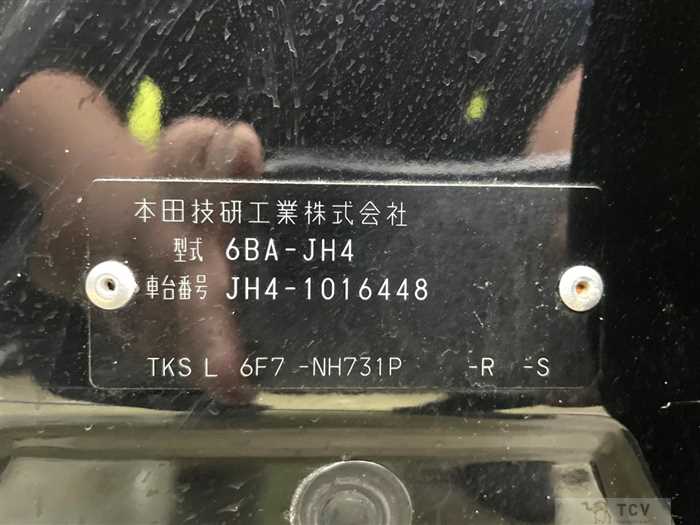 本田技研工業株式会社
型式 6BA-JH4
車台番号 JH4-1016448
TKS L 6F7 -NH731P -R -S
TCV